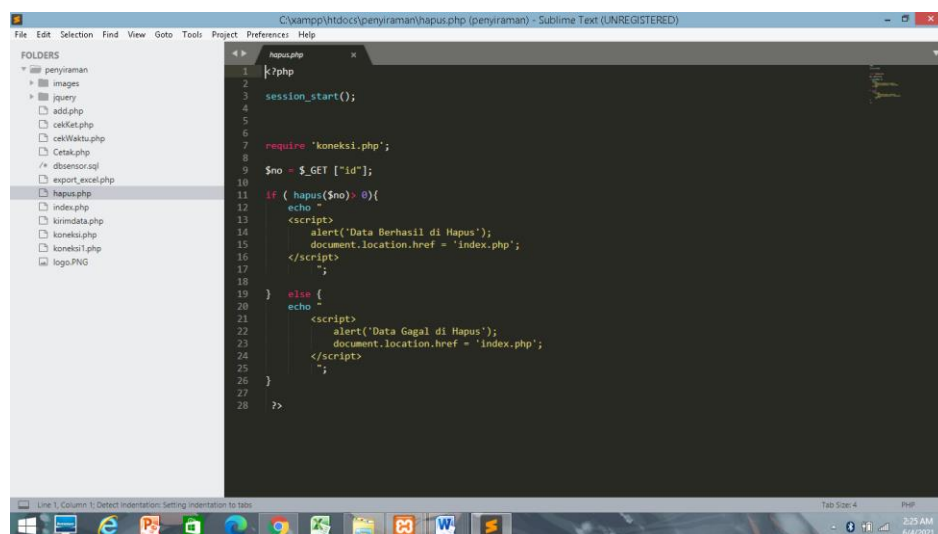 C:\xampp\htdocs\penyiraman\hapus.php (penyiraman) - Sublime Text (UNREGISTERED)
File Edit Selection Find View Goto Tools Project Preferences Help
FOLDERS
penyiraman
images
jquery
add.php
cekKet.php
cekWaktu.php
Cetak.php
dbsensor.sql
export_excel.php
hapus.php
index.php
kirimdata.php
koneksi.php
koneksi1.php
logo.PNG
hapus.php
1 <?php
2
3 session_start();
4
5
6
7 require 'koneksi.php';
8
9 $no = $_GET ["id"];
10
11 if ( hapus($no)> 0){
12 echo "
13 <script>
14 alert('Data Berhasil di Hapus');
15 document.location.href = 'index.php';
16 </script>
17 ";
18
19 } else {
20 echo "
21 <script>
22 alert('Data Gagal di Hapus');
23 document.location.href = 'index.php';
24 </script>
25 ";
26 }
27
28 ?>
Line 1, Column 1; Detect Indentation: Setting indentation to tabs
Tab Size: 4
PHP
2:25 AM
6/4/2021